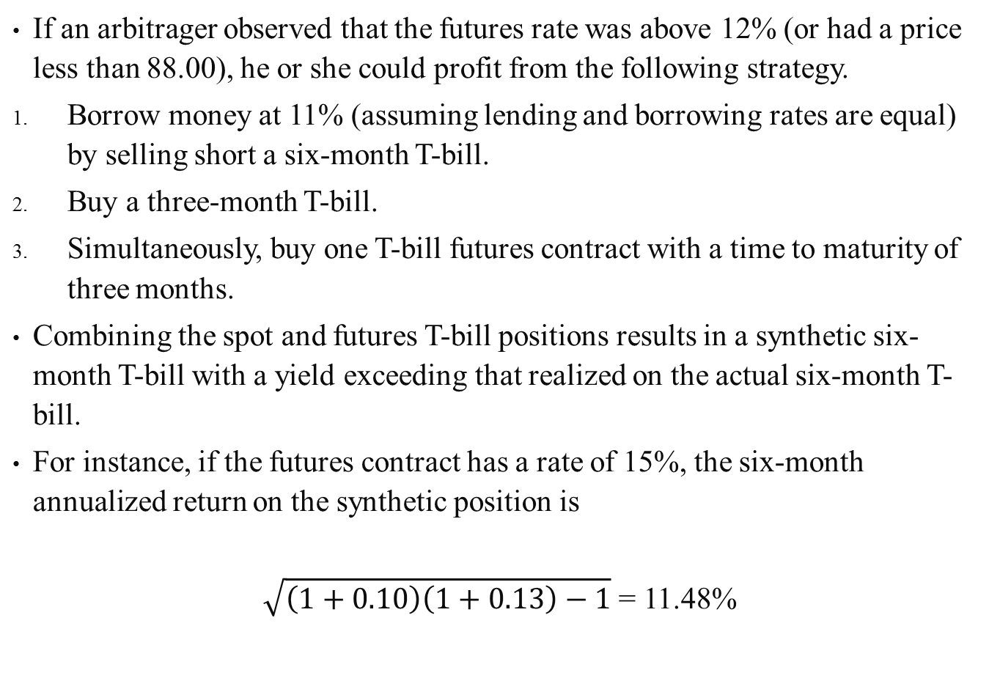 • If an arbitrager observed that the futures rate was above 12% (or had a price
less than 88.00), he or she could profit from the following strategy.
1. Borrow money at 11% (assuming lending and borrowing rates are equal)
by selling short a six-month T-bill.
2. Buy a three-month T-bill.
3. Simultaneously, buy one T-bill futures contract with a time to maturity of
three months.
• Combining the spot and futures T-bill positions results in a synthetic six-
month T-bill with a yield exceeding that realized on the actual six-month T-
bill.
• For instance, if the futures contract has a rate of 15%, the six-month
annualized return on the synthetic position is
√(1 + 0.10)(1 + 0.13) − 1 = 11.48%